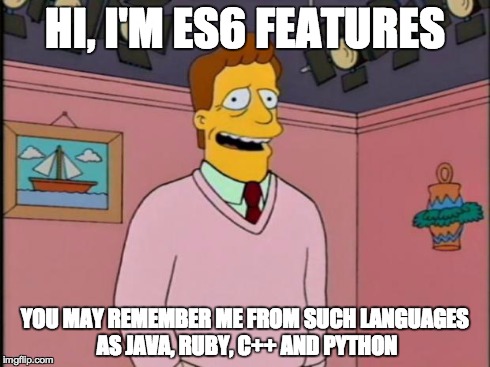 HI, I'M ES6 FEATURES
YOU MAY REMEMBER ME FROM SUCH LANGUAGES
AS JAVA, RUBY, C++ AND PYTHON
imgflip.com